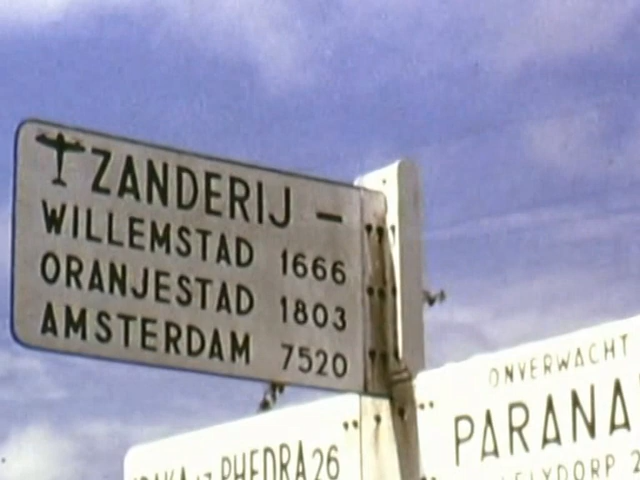 ZANDERIJ –
WILLEMSTAD 1666
ORANJESTAD 1803
AMSTERDAM 7520
PHEDRA 26
ONVERWACHT
PARANA